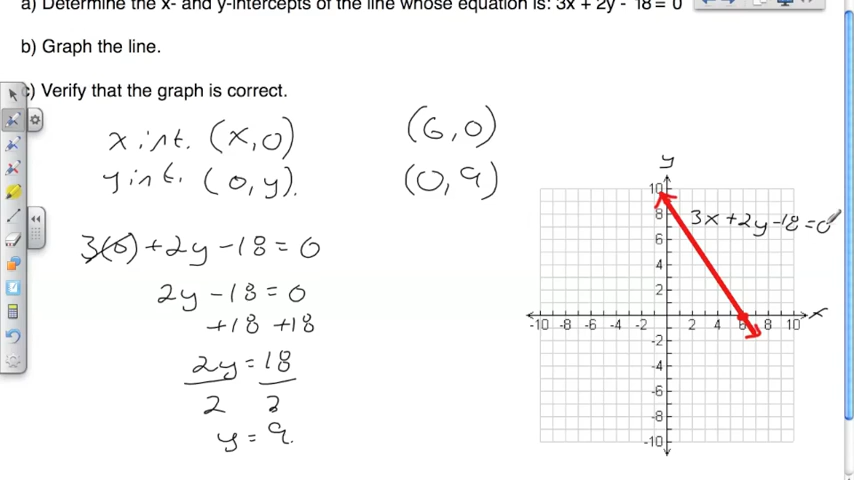 a) Determine the x- and y-intercepts of the line whose equation is: 3x + 2y - 18 = 0
b) Graph the line.
c) Verify that the graph is correct.
x int. (x,0)
(6,0)
y int. (0,y).
(0,9)
3(0) + 2y - 18 = 0
2y - 18 = 0
+18 +18
2y = 18
2 2
y = 9.
y
10
8
3x + 2y - 18 = 0
6
4
2
-10 -8 -6 -4 -2 2 4 6 8 10 x
-2
-4
-6
-8
-10